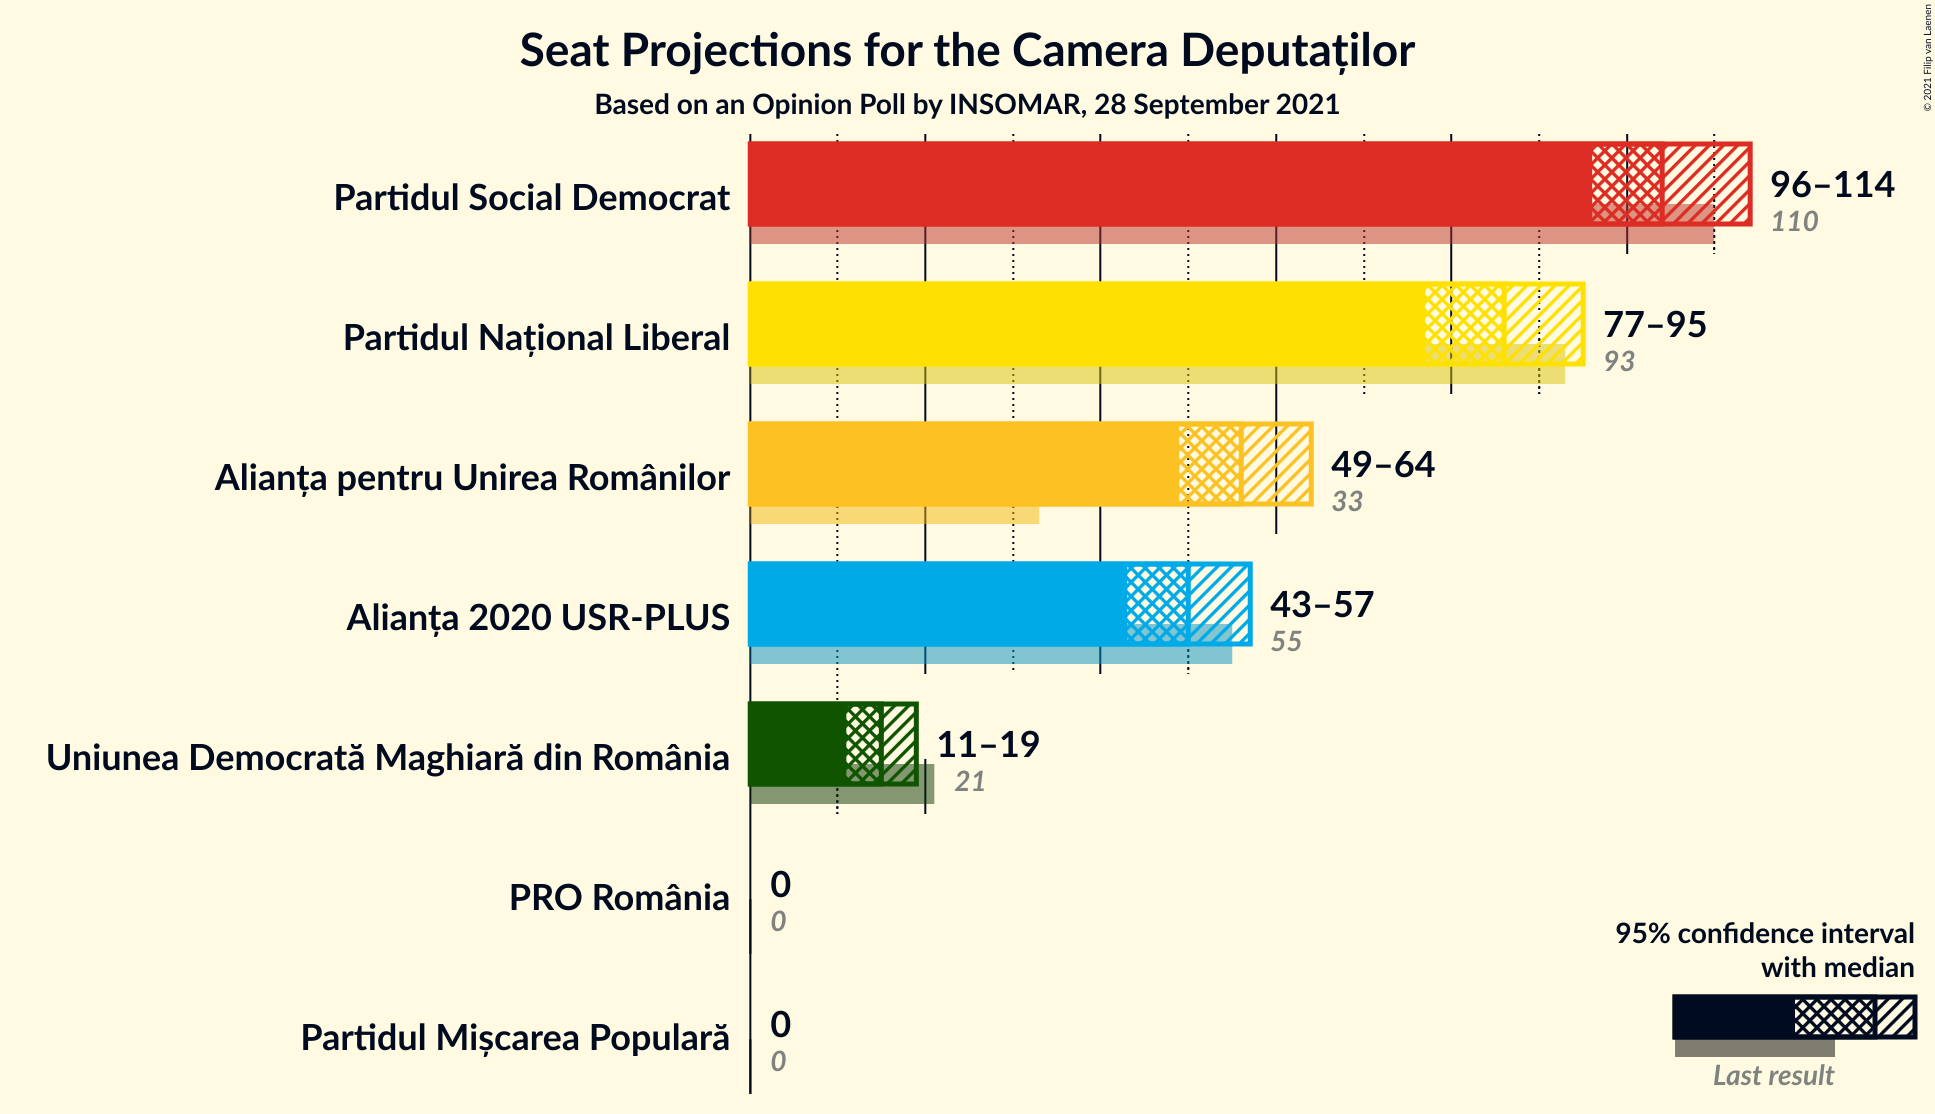 Seat Projections for the Camera Deputaților
Based on an Opinion Poll by INSOMAR, 28 September 2021
© 2021 Filip van Laenen
Partidul Social Democrat
96–114
110
Partidul Național Liberal
77–95
93
Alianța pentru Unirea Românilor
49–64
33
Alianța 2020 USR-PLUS
43–57
55
Uniunea Democrată Maghiară din România
11–19
21
PRO România
0
0
Partidul Mișcarea Populară
0
0
95% confidence interval
with median
Last result